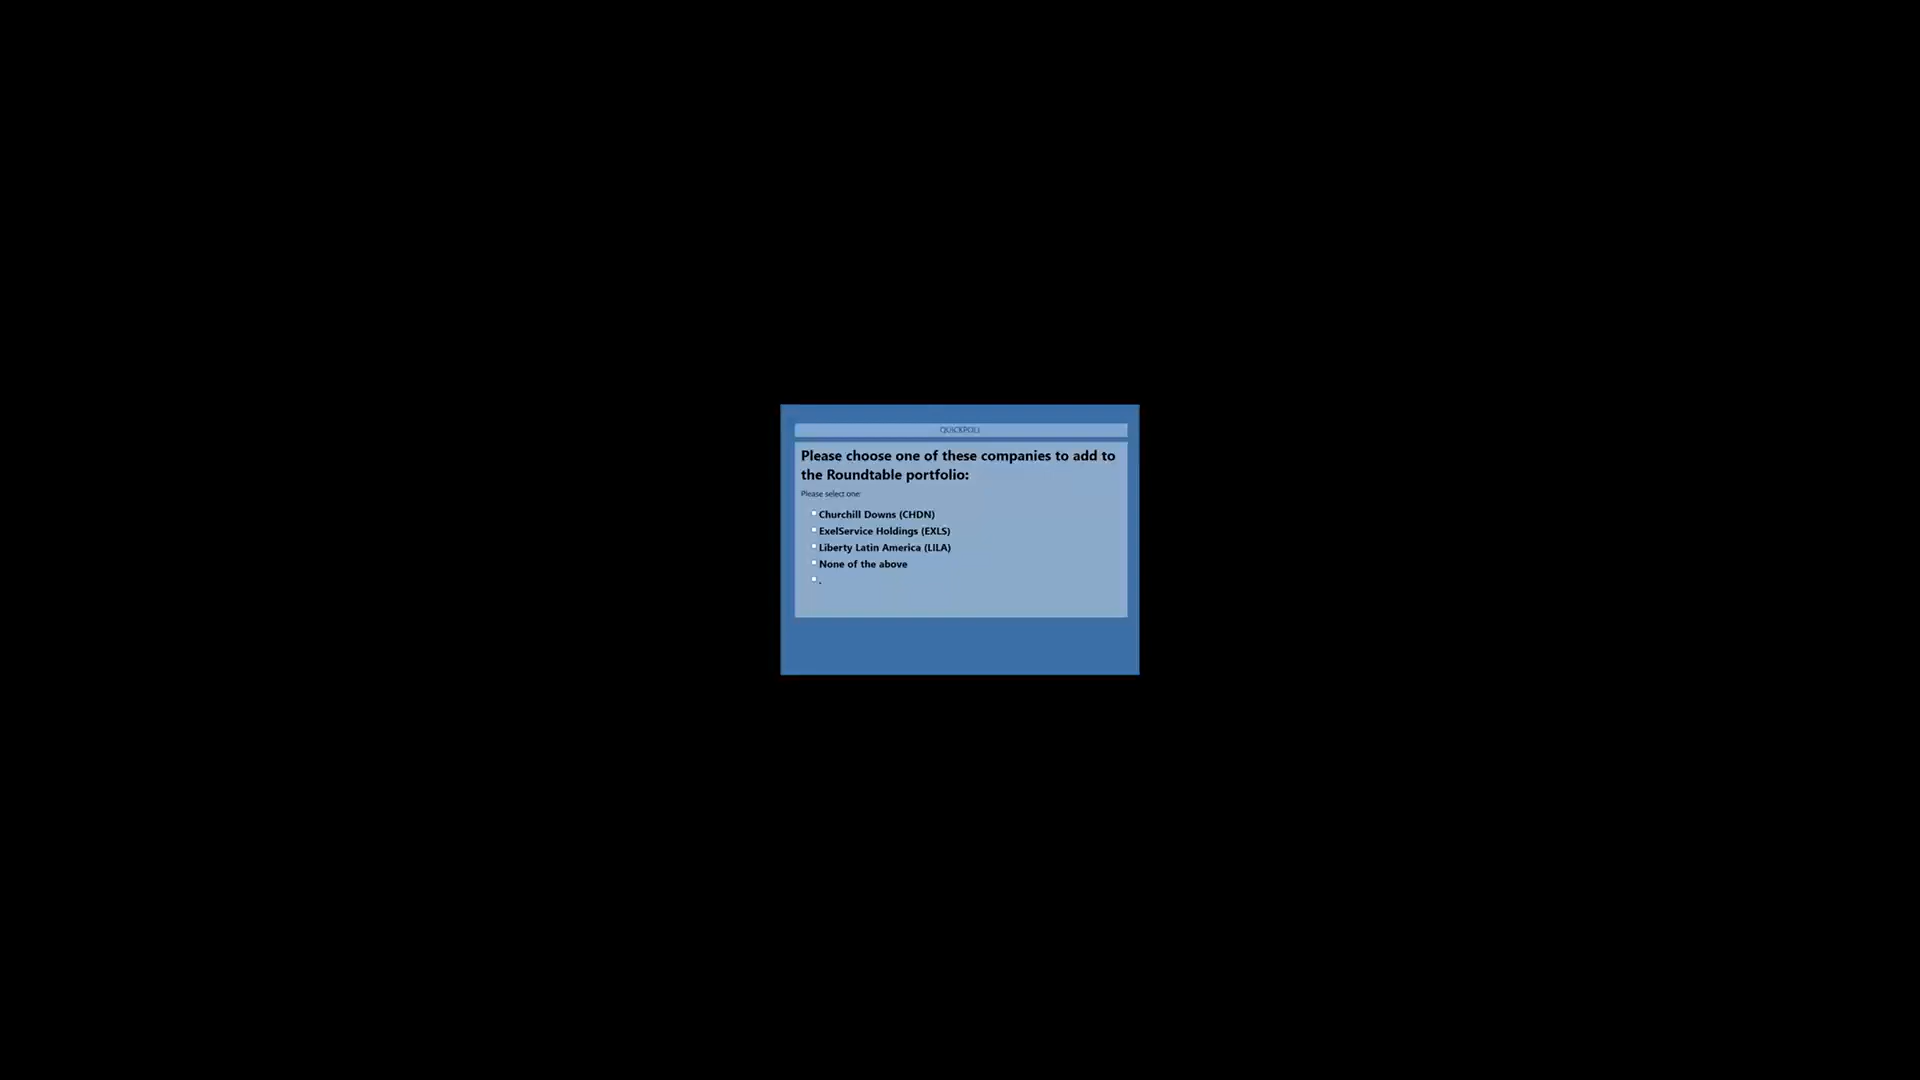 QUICKPOLL
Please choose one of these companies to add to
the Roundtable portfolio:
Please select one:
Churchill Downs (CHDN)
ExelService Holdings (EXLS)
Liberty Latin America (LILA)
None of the above
.